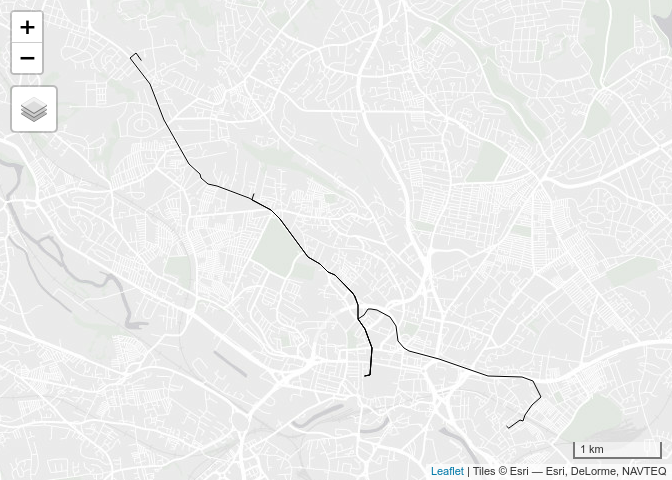 +
−
1 km
Leaflet | Tiles © Esri — Esri, DeLorme, NAVTEQ